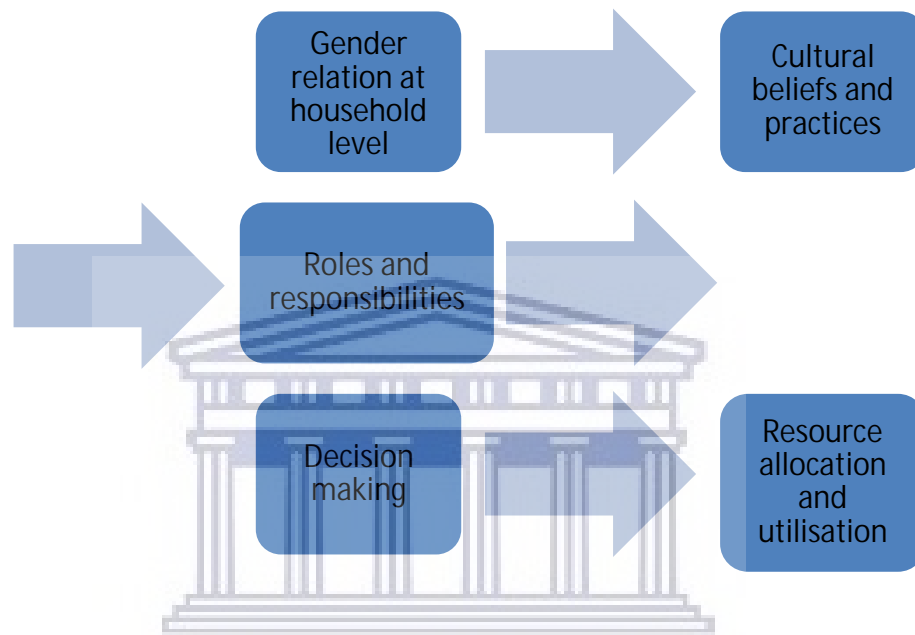 Gender
relation at
household
level
Cultural
beliefs and
practices
Roles and
responsibilities
Decision
making
Resource
allocation
and
utilisation